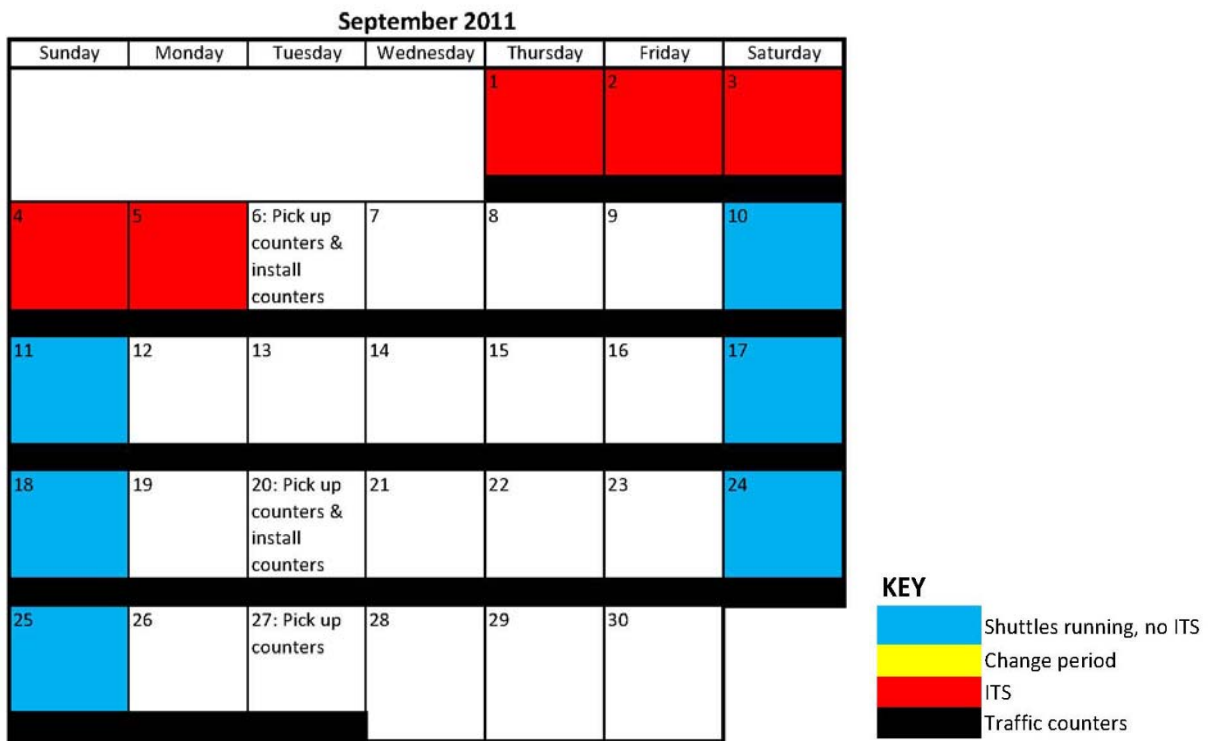 September 2011
Sunday Monday Tuesday Wednesday Thursday Friday Saturday
1 2 3
4 5 6: Pick up 7 8 9 10
counters &
install
counters
11 12 13 14 15 16 17
18 19 20: Pick up 21 22 23 24
counters &
install
counters
25 26 27: Pick up 28 29 30
counters
KEY
Shuttles running, no ITS
Change period
ITS
Traffic counters